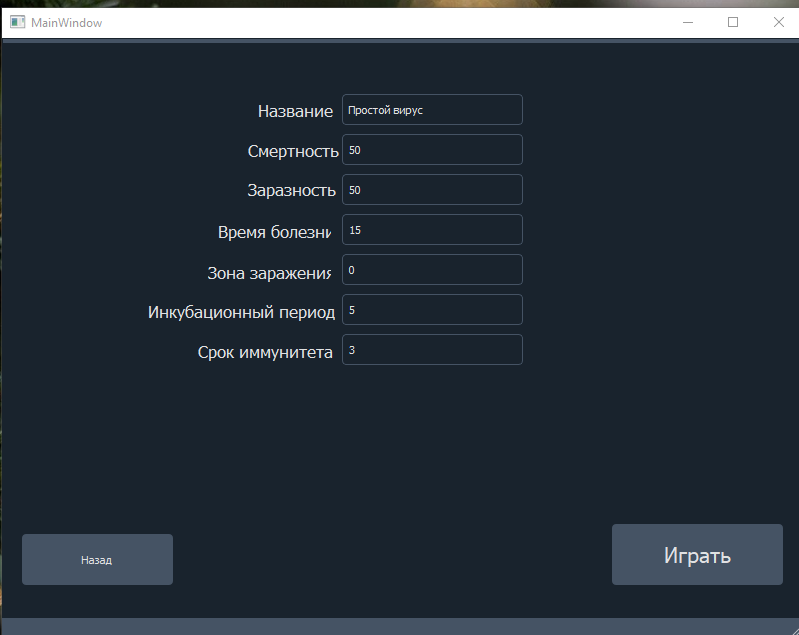 MainWindow
Название Простой вирус
Смертность 50
Заразность 50
Время болезни 15
Зона заражения 0
Инкубационный период 5
Срок иммунитета 3
Назад
Играть